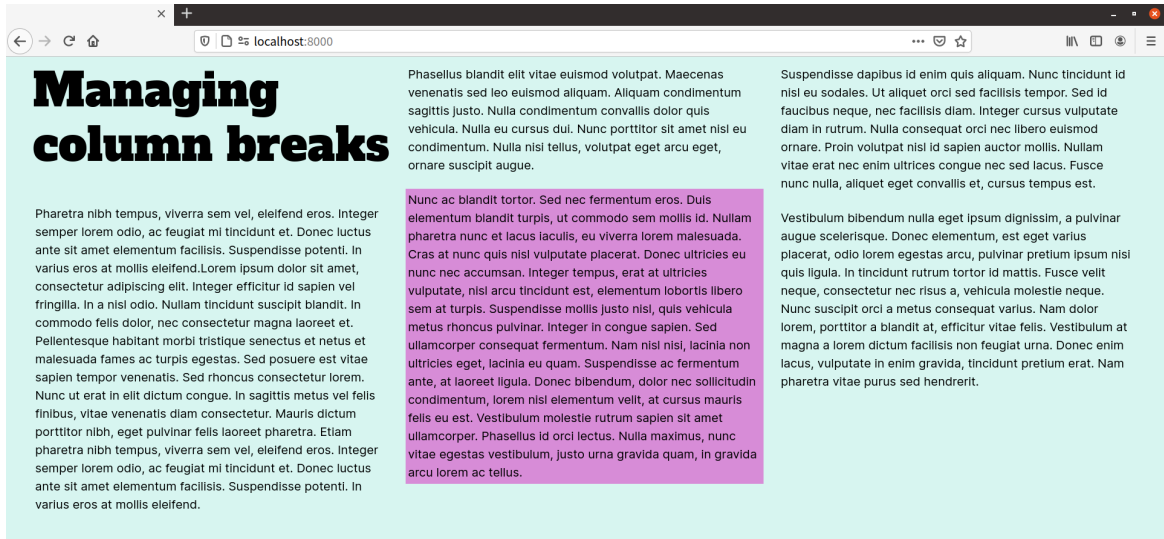 localhost:8000
Managing
column breaks
Pharetra nibh tempus, viverra sem vel, eleifend eros. Integer
semper lorem odio, ac feugiat mi tincidunt et. Donec luctus
ante sit amet elementum facilisis. Suspendisse potenti. In
varius eros at mollis eleifend.Lorem ipsum dolor sit amet,
consectetur adipiscing elit. Integer efficitur id sapien vel
fringilla. In a nisl odio. Nullam tincidunt suscipit blandit. In
commodo felis dolor, nec consectetur magna laoreet et.
Pellentesque habitant morbi tristique senectus et netus et
malesuada fames ac turpis egestas. Sed posuere est vitae
sapien tempor venenatis. Sed rhoncus consectetur lorem.
Nunc ut erat in elit dictum congue. In sagittis metus vel felis
finibus, vitae venenatis diam consectetur. Mauris dictum
porttitor nibh, eget pulvinar felis laoreet pharetra. Etiam
pharetra nibh tempus, viverra sem vel, eleifend eros. Integer
semper lorem odio, ac feugiat mi tincidunt et. Donec luctus
ante sit amet elementum facilisis. Suspendisse potenti. In
varius eros at mollis eleifend.
Phasellus blandit elit vitae euismod volutpat. Maecenas
venenatis sed leo euismod aliquam. Aliquam condimentum
sagittis justo. Nulla condimentum convallis dolor quis
vehicula. Nulla eu cursus dui. Nunc porttitor sit amet nisl eu
condimentum. Nulla nisi tellus, volutpat eget arcu eget,
ornare suscipit augue.
Nunc ac blandit tortor. Sed nec fermentum eros. Duis
elementum blandit turpis, ut commodo sem mollis id. Nullam
pharetra nunc et lacus iaculis, eu viverra lorem malesuada.
Cras at nunc quis nisl vulputate placerat. Donec ultricies eu
nunc nec accumsan. Integer tempus, erat at ultricies
vulputate, nisl arcu tincidunt est, elementum lobortis libero
sem at turpis. Suspendisse mollis justo nisl, quis vehicula
metus rhoncus pulvinar. Integer in congue sapien. Sed
ullamcorper consequat fermentum. Nam nisl nisi, lacinia non
ultricies eget, lacinia eu quam. Suspendisse ac fermentum
ante, at laoreet ligula. Donec bibendum, dolor nec sollicitudin
condimentum, lorem nisl elementum velit, at cursus mauris
felis eu est. Vestibulum molestie rutrum sapien sit amet
ullamcorper. Phasellus id orci lectus. Nulla maximus, nunc
vitae egestas vestibulum, justo urna gravida quam, in gravida
arcu lorem ac tellus.
Suspendisse dapibus id enim quis aliquam. Nunc tincidunt id
nisl eu sodales. Ut aliquet orci sed facilisis tempor. Sed id
faucibus neque, nec facilisis diam. Integer cursus vulputate
diam in rutrum. Nulla consequat orci nec libero euismod
ornare. Proin volutpat nisl id sapien auctor mollis. Nullam
vitae erat nec enim ultrices congue nec sed lacus. Fusce
nunc nulla, aliquet eget convallis et, cursus tempus est.
Vestibulum bibendum nulla eget ipsum dignissim, a pulvinar
augue scelerisque. Donec elementum, est eget varius
placerat, odio lorem egestas arcu, pulvinar pretium ipsum nisi
quis ligula. In tincidunt rutrum tortor id mattis. Fusce velit
neque, consectetur nec risus a, vehicula molestie neque.
Nunc suscipit orci a metus consequat varius. Nam dolor
lorem, porttitor a blandit at, efficitur vitae felis. Vestibulum at
magna a lorem dictum facilisis non feugiat urna. Donec enim
lacus, vulputate in enim gravida, tincidunt pretium erat. Nam
pharetra vitae purus sed hendrerit.